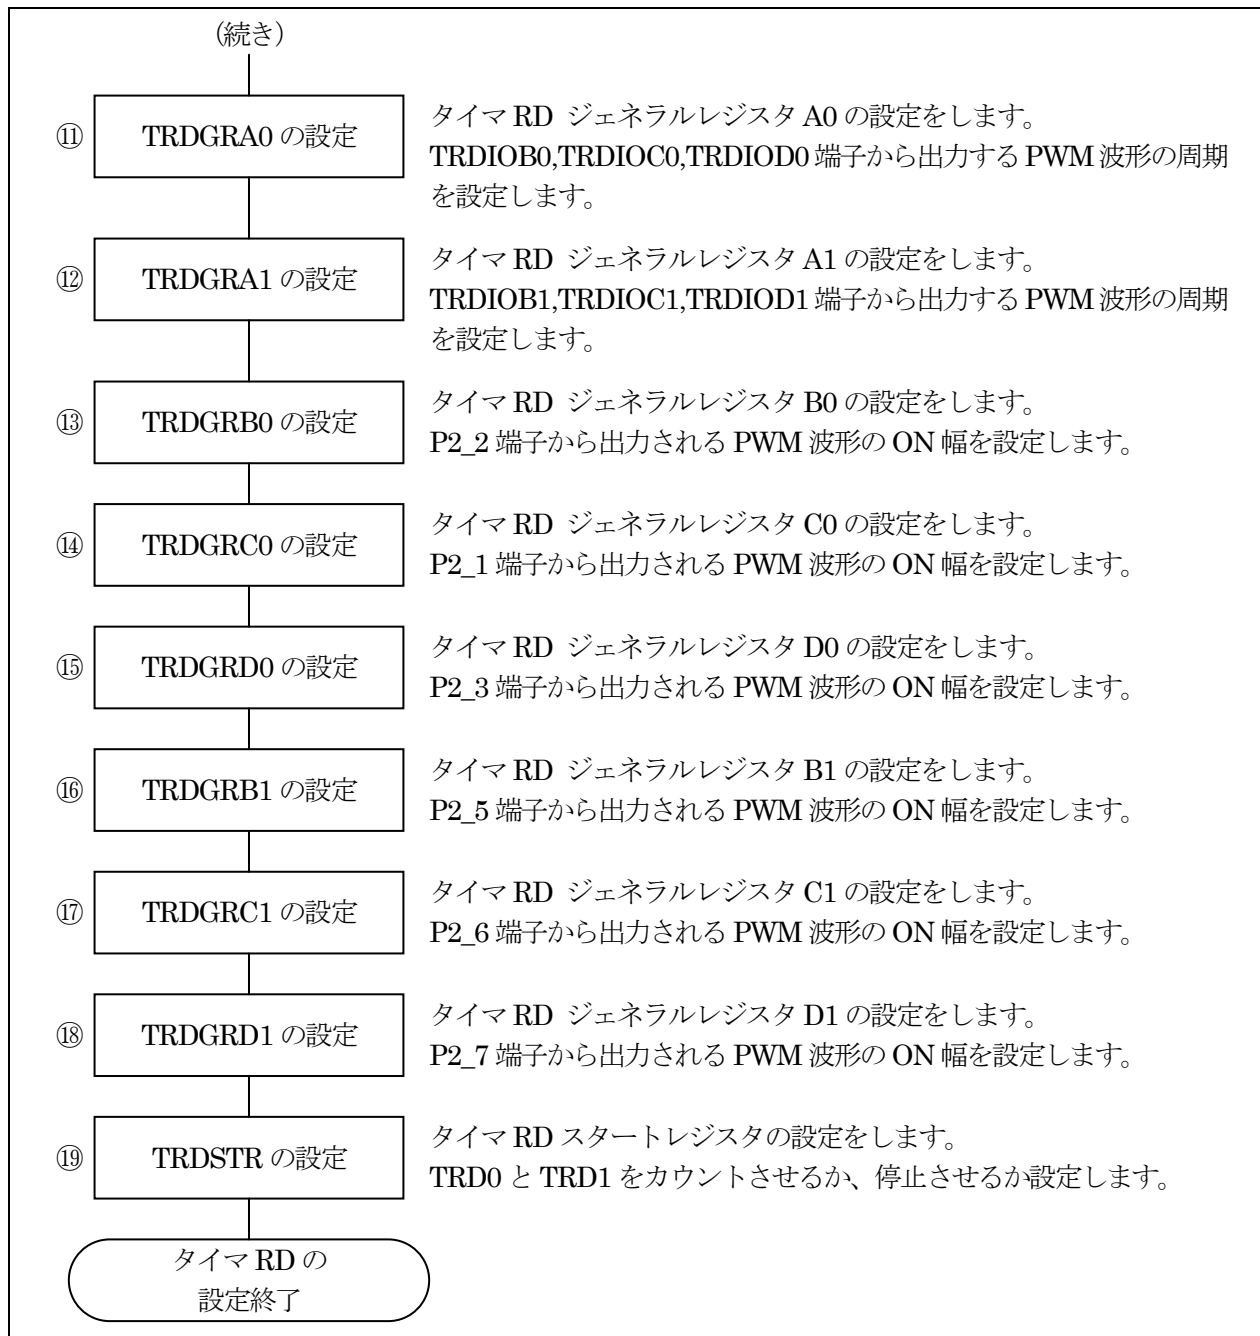 (続き)
⑪
TRDGRA0 の設定
タイマ RD ジェネラルレジスタ A0 の設定をします。
TRDIOB0,TRDIOC0,TRDIOD0 端子から出力する PWM 波形の周期
を設定します。
⑫
TRDGRA1 の設定
タイマ RD ジェネラルレジスタ A1 の設定をします。
TRDIOB1,TRDIOC1,TRDIOD1 端子から出力する PWM 波形の周期
を設定します。
⑬
TRDGRB0 の設定
タイマ RD ジェネラルレジスタ B0 の設定をします。
P2_2 端子から出力される PWM 波形の ON 幅を設定します。
⑭
TRDGRC0 の設定
タイマ RD ジェネラルレジスタ C0 の設定をします。
P2_1 端子から出力される PWM 波形の ON 幅を設定します。
⑮
TRDGRD0 の設定
タイマ RD ジェネラルレジスタ D0 の設定をします。
P2_3 端子から出力される PWM 波形の ON 幅を設定します。
⑯
TRDGRB1 の設定
タイマ RD ジェネラルレジスタ B1 の設定をします。
P2_5 端子から出力される PWM 波形の ON 幅を設定します。
⑰
TRDGRC1 の設定
タイマ RD ジェネラルレジスタ C1 の設定をします。
P2_6 端子から出力される PWM 波形の ON 幅を設定します。
⑱
TRDGRD1 の設定
タイマ RD ジェネラルレジスタ D1 の設定をします。
P2_7 端子から出力される PWM 波形の ON 幅を設定します。
⑲
TRDSTR の設定
タイマ RD スタートレジスタの設定をします。
TRD0 と TRD1 をカウントさせるか、停止させるか設定します。
タイマ RD の
設定終了